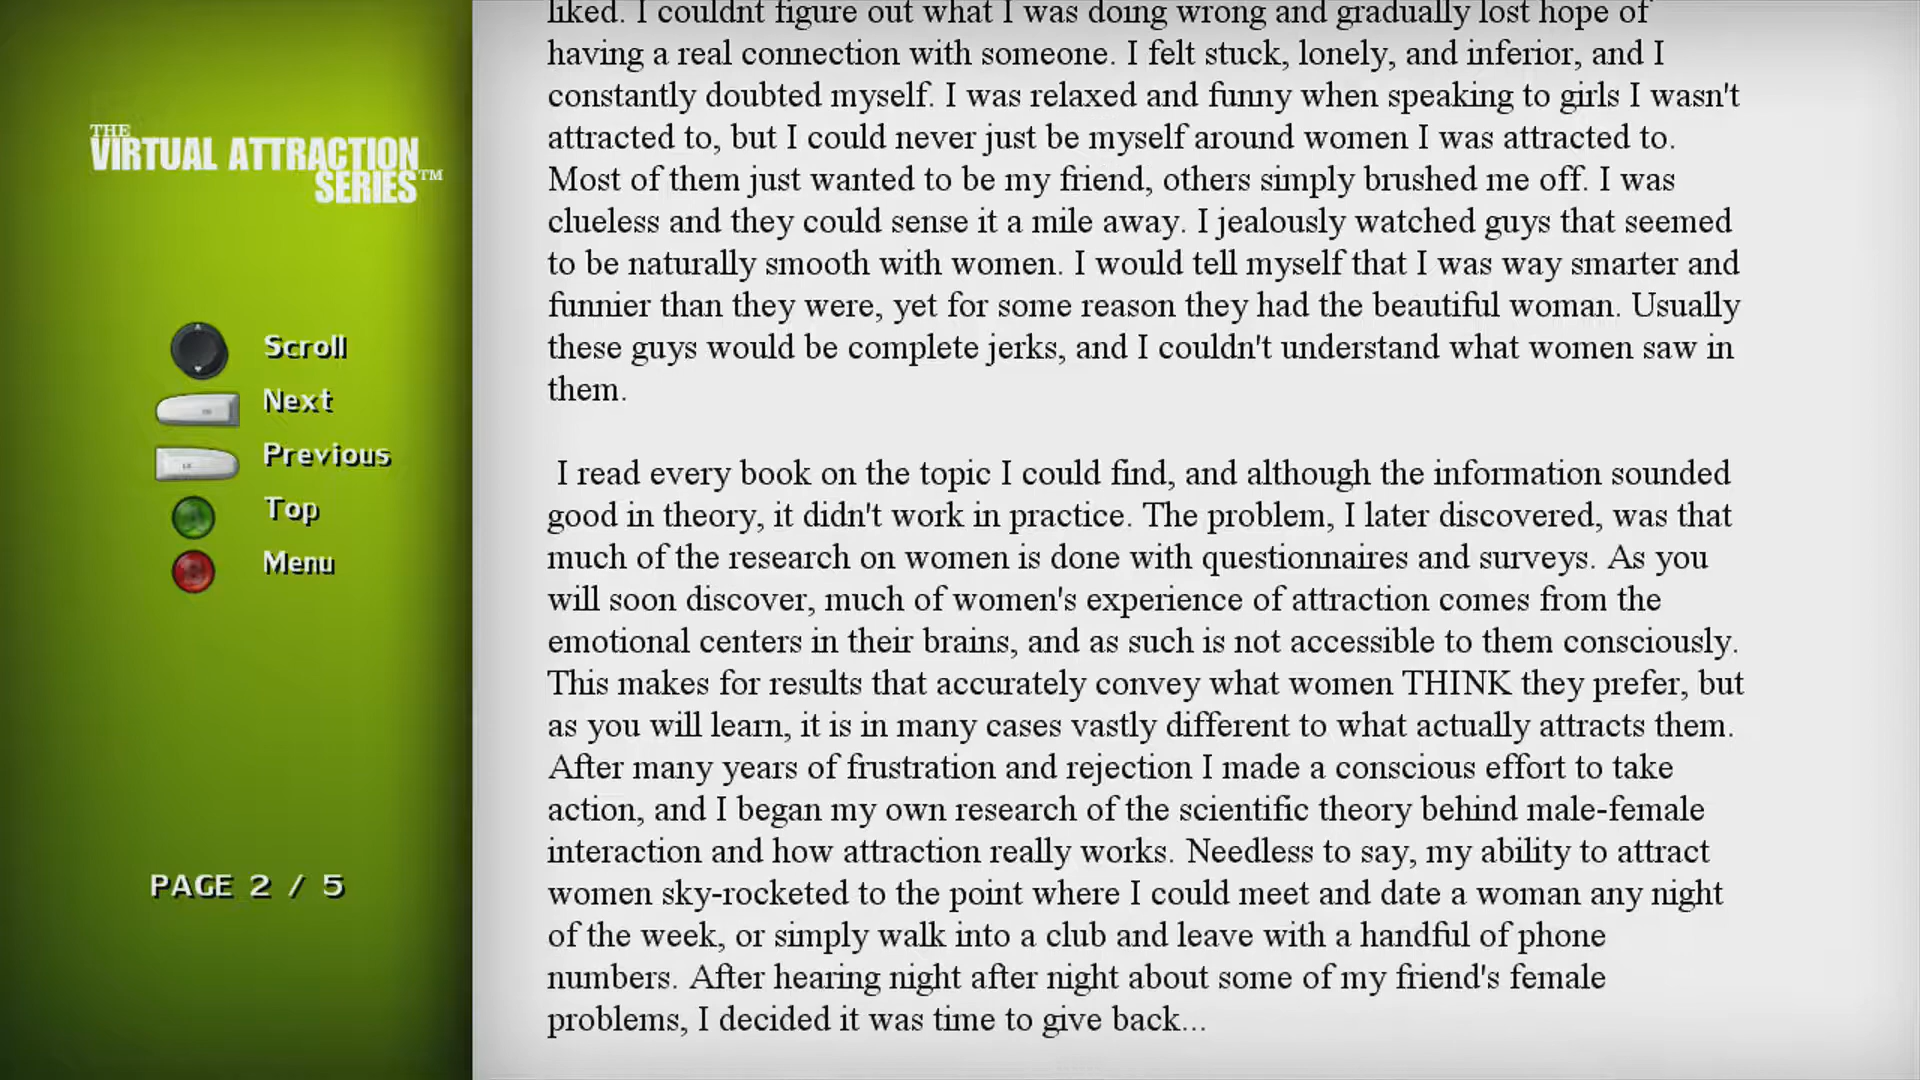 THE
VIRTUAL ATTRACTION
SERIES™
Scroll
Next
Previous
Top
Menu
PAGE 2 / 5
liked. I couldnt figure out what I was doing wrong and gradually lost hope of
having a real connection with someone. I felt stuck, lonely, and inferior, and I
constantly doubted myself. I was relaxed and funny when speaking to girls I wasn't
attracted to, but I could never just be myself around women I was attracted to.
Most of them just wanted to be my friend, others simply brushed me off. I was
clueless and they could sense it a mile away. I jealously watched guys that seemed
to be naturally smooth with women. I would tell myself that I was way smarter and
funnier than they were, yet for some reason they had the beautiful woman. Usually
these guys would be complete jerks, and I couldn't understand what women saw in
them.
I read every book on the topic I could find, and although the information sounded
good in theory, it didn't work in practice. The problem, I later discovered, was that
much of the research on women is done with questionnaires and surveys. As you
will soon discover, much of women's experience of attraction comes from the
emotional centers in their brains, and as such is not accessible to them consciously.
This makes for results that accurately convey what women THINK they prefer, but
as you will learn, it is in many cases vastly different to what actually attracts them.
After many years of frustration and rejection I made a conscious effort to take
action, and I began my own research of the scientific theory behind male-female
interaction and how attraction really works. Needless to say, my ability to attract
women sky-rocketed to the point where I could meet and date a woman any night
of the week, or simply walk into a club and leave with a handful of phone
numbers. After hearing night after night about some of my friend's female
problems, I decided it was time to give back...